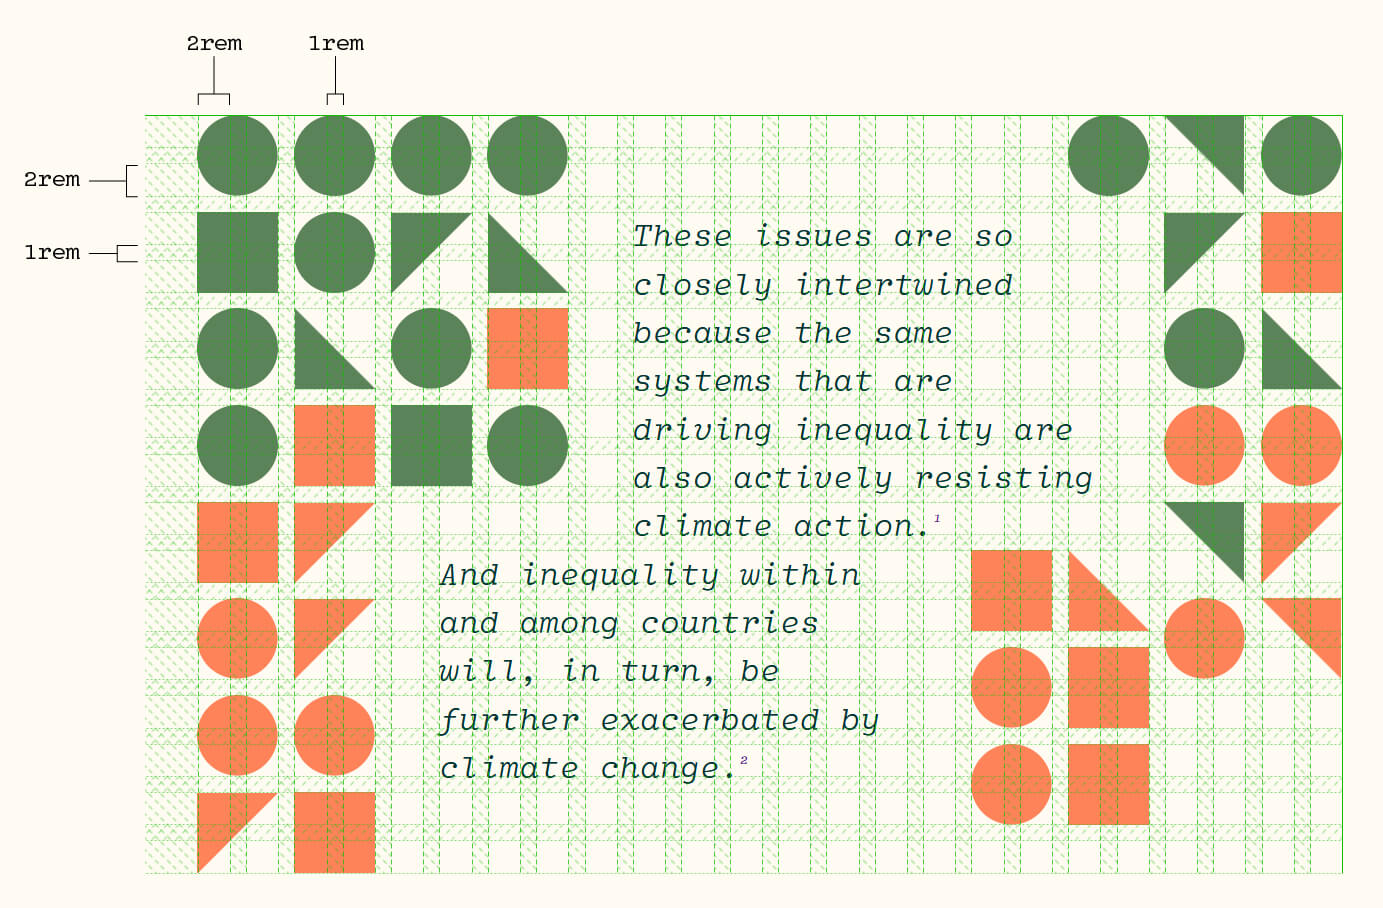 2rem
1rem
2rem
1rem
These issues are so
closely intertwined
because the same
systems that are
driving inequality are
also actively resisting
climate action.¹
And inequality within
and among countries
will, in turn, be
further exacerbated by
climate change.²